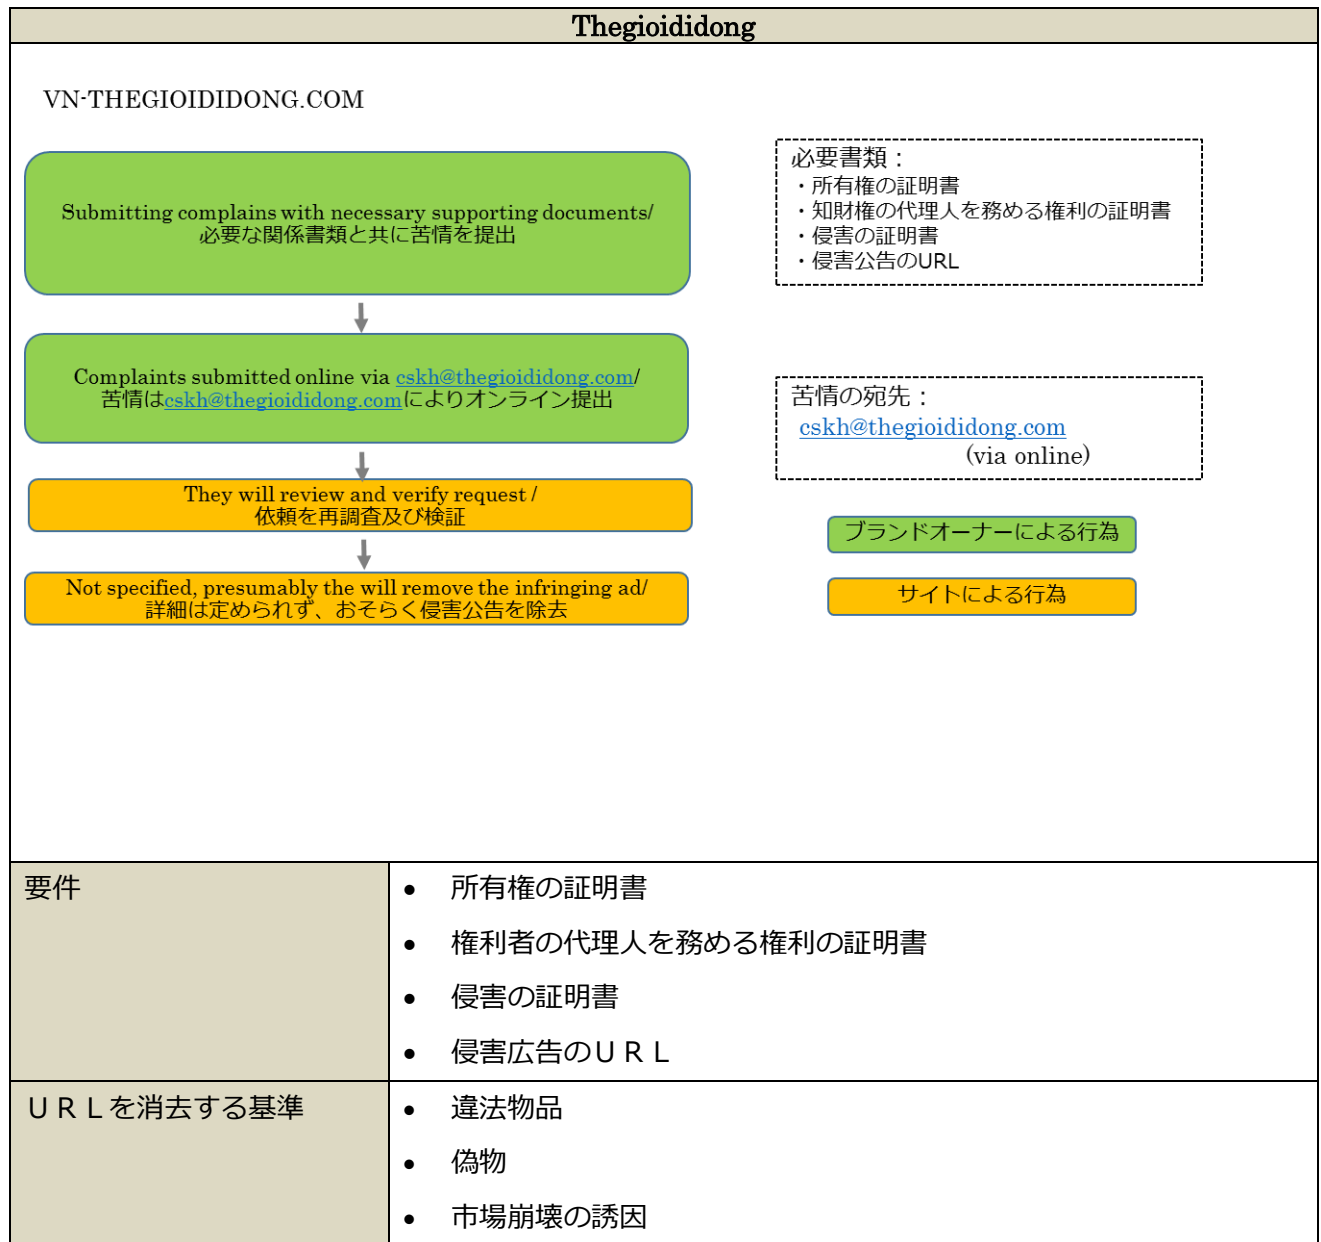 Thegioididong
VN-THEGIOIDIDONG.COM
Submitting complains with necessary supporting documents/
必要な関係書類と共に苦情を提出
Complaints submitted online via cskh@thegioididong.com/
苦情はcskh@thegioididong.comによりオンライン提出
They will review and verify request /
依頼を再調査及び検証
Not specified, presumably the will remove the infringing ad/
詳細は定められず、おそらく侵害公告を除去
必要書類：
・所有権の証明書
・知財権の代理人を務める権利の証明書
・侵害の証明書
・侵害公告のURL
苦情の宛先：
cskh@thegioididong.com
(via online)
ブランドオーナーによる行為
サイトによる行為
要件
• 所有権の証明書
• 権利者の代理人を務める権利の証明書
• 侵害の証明書
• 侵害広告のＵＲＬ
ＵＲＬを消去する基準
• 違法物品
• 偽物
• 市場崩壊の誘因